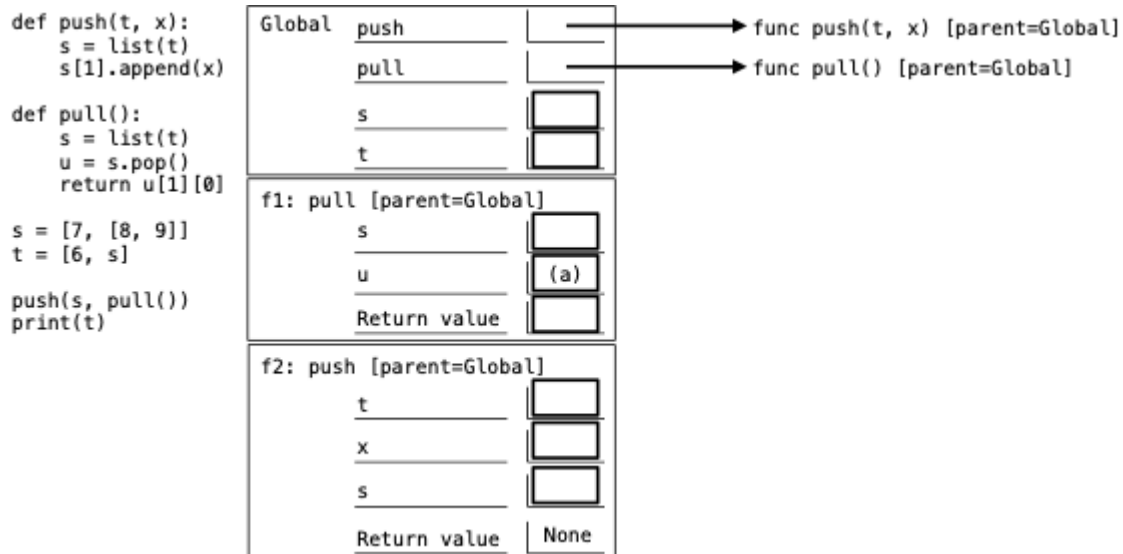 def push(t, x):
    s = list(t)
    s[1].append(x)
def pull():
    s = list(t)
    u = s.pop()
    return u[1][0]
s = [7, [8, 9]]
t = [6, s]
push(s, pull())
print(t)
Global push
pull
s
t
func push(t, x) [parent=Global]
func pull() [parent=Global]
f1: pull [parent=Global]
s
u (a)
Return value
f2: push [parent=Global]
t
x
s
Return value None